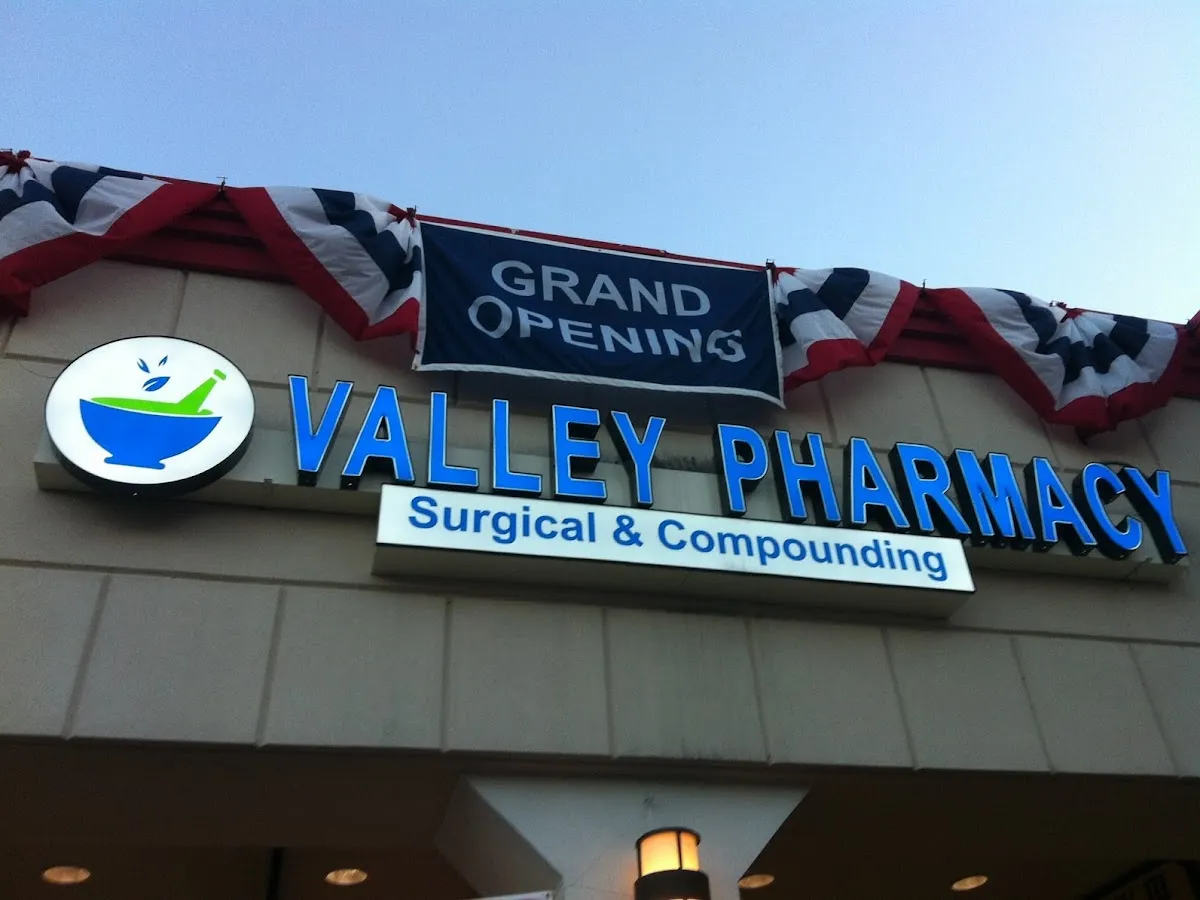 GRAND
OPENING
VALLEY PHARMACY
Surgical & Compounding